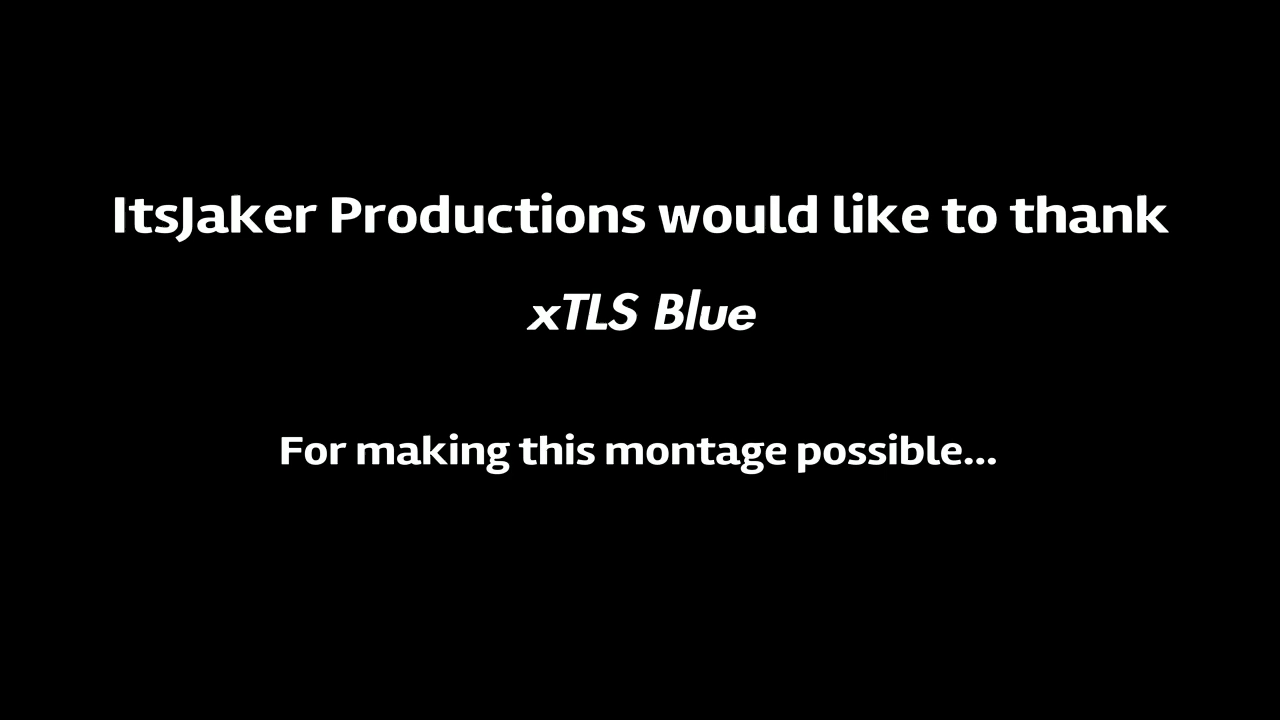 ItsJaker Productions would like to thank
xTLS Blue
For making this montage possible...